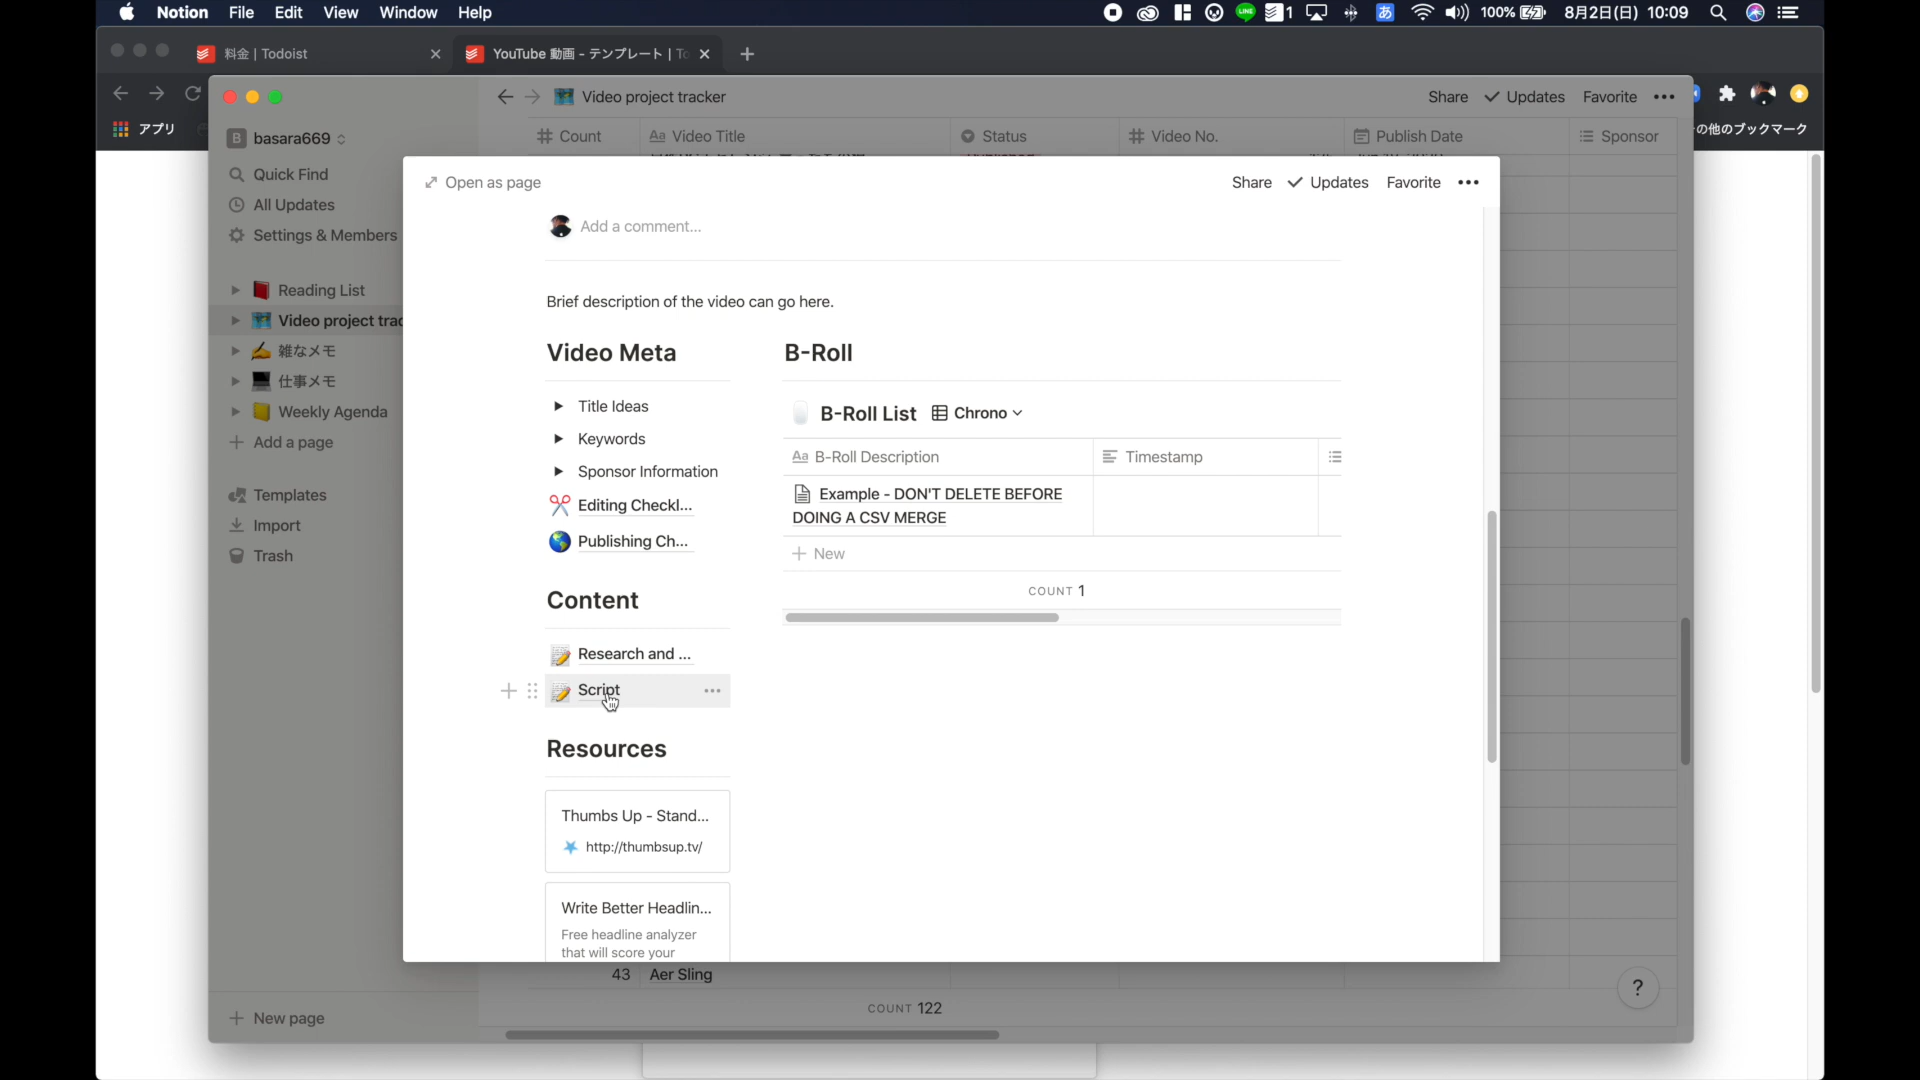 Notion File Edit View Window Help
LINE 1 あ 100% 8月2日(日) 10:09
料金 | Todoist
YouTube 動画 - テンプレート | To
アプリ
の他のブックマーク
Video project tracker
Share Updates Favorite
B basara669
Quick Find
All Updates
Settings & Members
Reading List
Video project trac
雑なメモ
仕事メモ
Weekly Agenda
Add a page
Templates
Import
Trash
New page
Count Aa Video Title Status Video No. Publish Date Sponsor
Open as page
Share Updates Favorite
Add a comment...
Brief description of the video can go here.
Video Meta
Title Ideas
Keywords
Sponsor Information
Editing Checkl...
Publishing Ch...
Content
Research and ...
Script
Resources
Thumbs Up - Stand...
http://thumbsup.tv/
Write Better Headlin...
Free headline analyzer
that will score your
B-Roll
B-Roll List Chrono
Aa B-Roll Description Timestamp
Example - DON'T DELETE BEFORE
DOING A CSV MERGE
New
COUNT 1
43 Aer Sling
COUNT 122
?